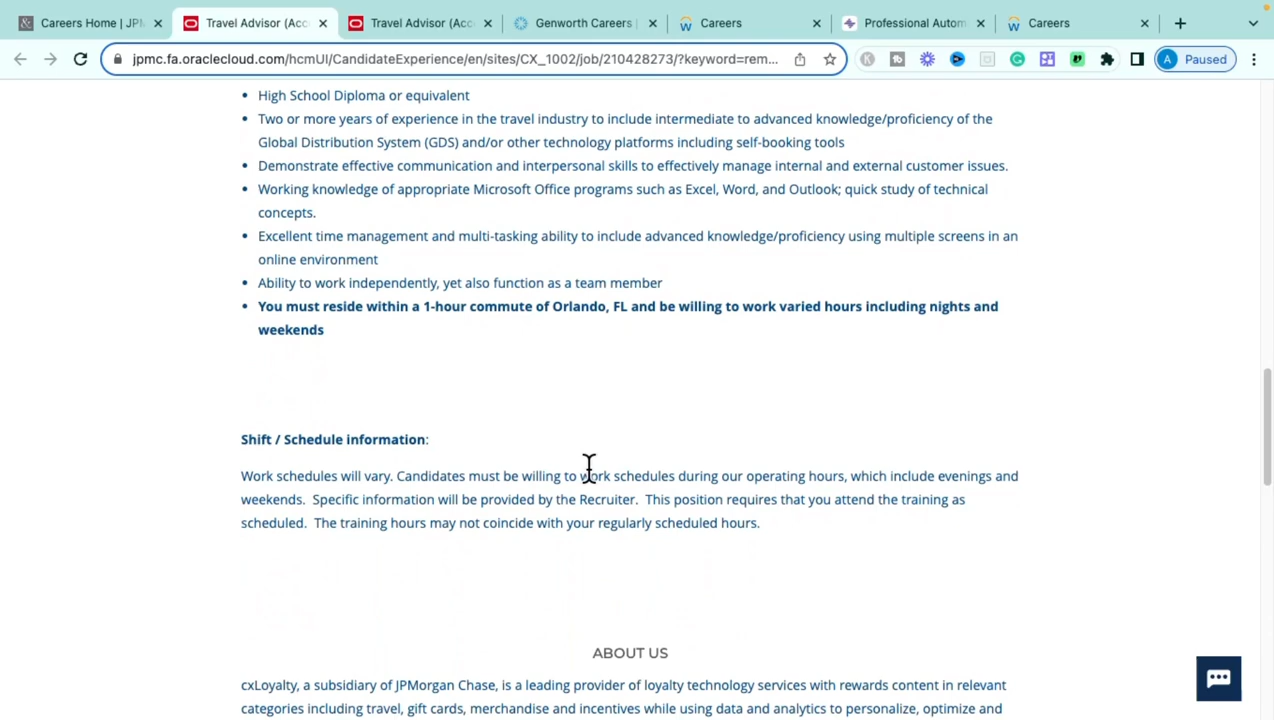 Careers Home | JPM
Travel Advisor (Acc
Travel Advisor (Acc
Genworth Careers |
Careers
Professional Autom
Careers
jpmc.fa.oraclecloud.com/hcmUI/CandidateExperience/en/sites/CX_1002/job/210428273/?keyword=rem...
A Paused
High School Diploma or equivalent
Two or more years of experience in the travel industry to include intermediate to advanced knowledge/proficiency of the
Global Distribution System (GDS) and/or other technology platforms including self-booking tools
Demonstrate effective communication and interpersonal skills to effectively manage internal and external customer issues.
Working knowledge of appropriate Microsoft Office programs such as Excel, Word, and Outlook; quick study of technical
concepts.
Excellent time management and multi-tasking ability to include advanced knowledge/proficiency using multiple screens in an
online environment
Ability to work independently, yet also function as a team member
You must reside within a 1-hour commute of Orlando, FL and be willing to work varied hours including nights and
weekends
Shift / Schedule information:
Work schedules will vary. Candidates must be willing to work schedules during our operating hours, which include evenings and
weekends. Specific information will be provided by the Recruiter. This position requires that you attend the training as
scheduled. The training hours may not coincide with your regularly scheduled hours.
ABOUT US
cxLoyalty, a subsidiary of JPMorgan Chase, is a leading provider of loyalty technology services with rewards content in relevant
categories including travel, gift cards, merchandise and incentives while using data and analytics to personalize, optimize and